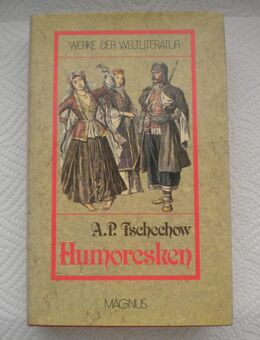 WERKE DER WELTLITERATUR
A.P. Tschechow
Humoresken
MAGNUS